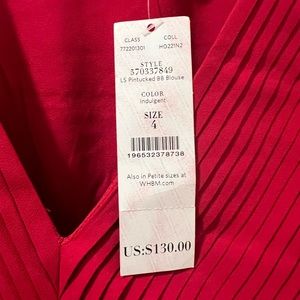 CLASS COLL
772201301 HO221N2
STYLE
570337849
LS Pintucked BB Blouse
COLOR
Indulgent
SIZE
4
196532378738
Also in Petite sizes at
WHBM.com
US:$130.00